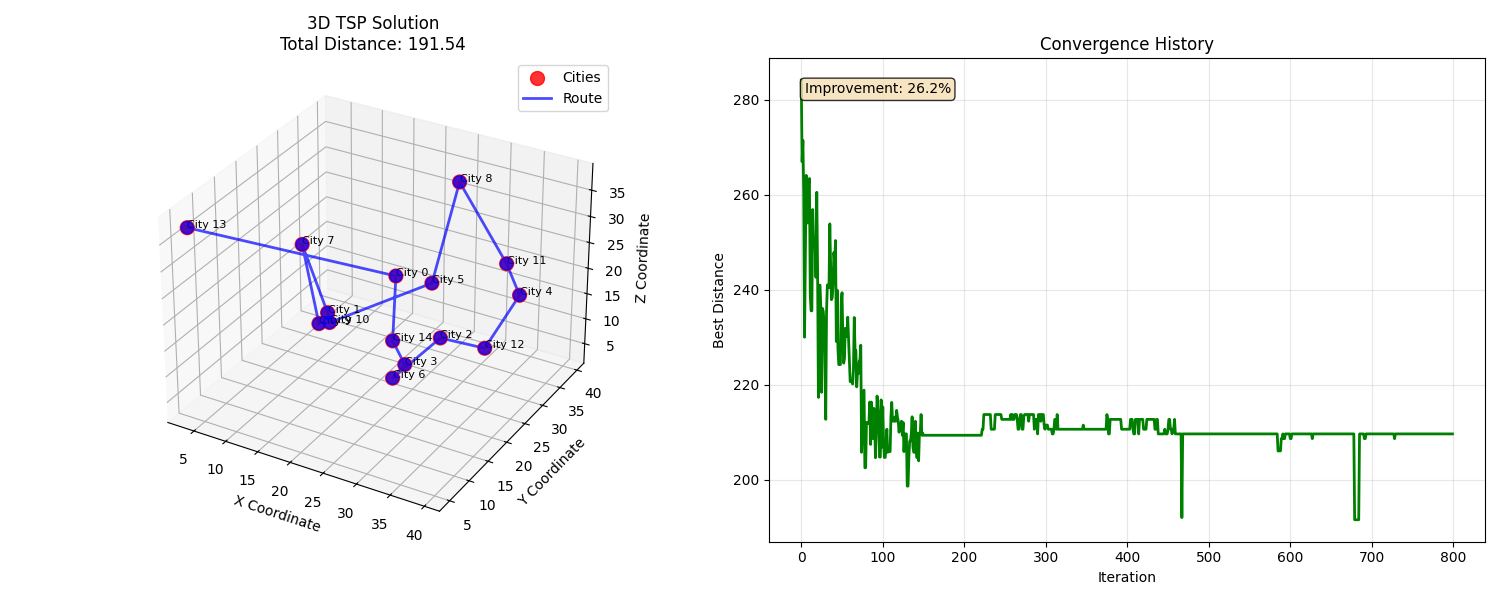 3D TSP Solution
Total Distance: 191.54
Cities
Route
City 8
City 13
City 7
City 11
City 0
City 5
City 4
City 1
City 10
City 14
City 2
City 12
City 3
City 6
5
10
15
20
25
30
35
40
X Coordinate
5
10
15
20
25
30
35
40
Y Coordinate
35
30
25
20
15
10
5
Z Coordinate
Convergence History
Improvement: 26.2%
280
260
240
220
200
Best Distance
0
100
200
300
400
500
600
700
800
Iteration